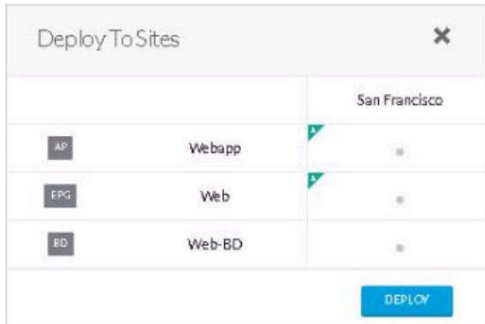 Deploy To Sites
San Francisco
AP Webapp
EPG Web
BD Web-BD
DEPLOY